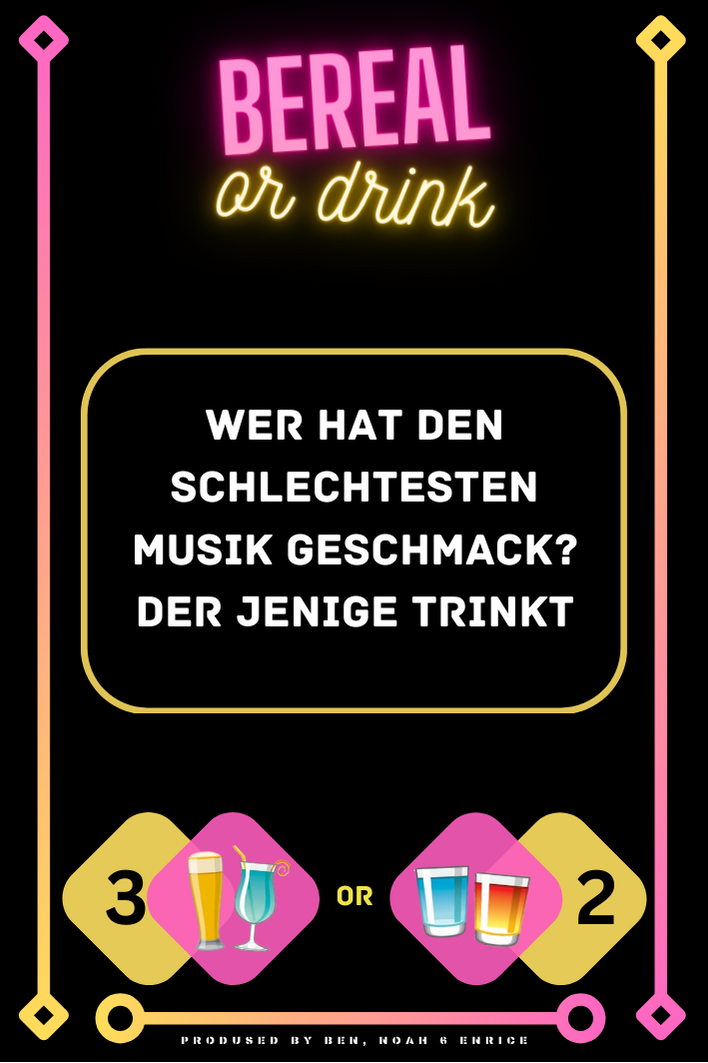 BEREAL
or drink
WER HAT DEN
SCHLECHTESTEN
MUSIK GESCHMACK?
DER JENIGE TRINKT
3 OR 2
PRODUSED BY BEN, NOAH 6 ENRICE